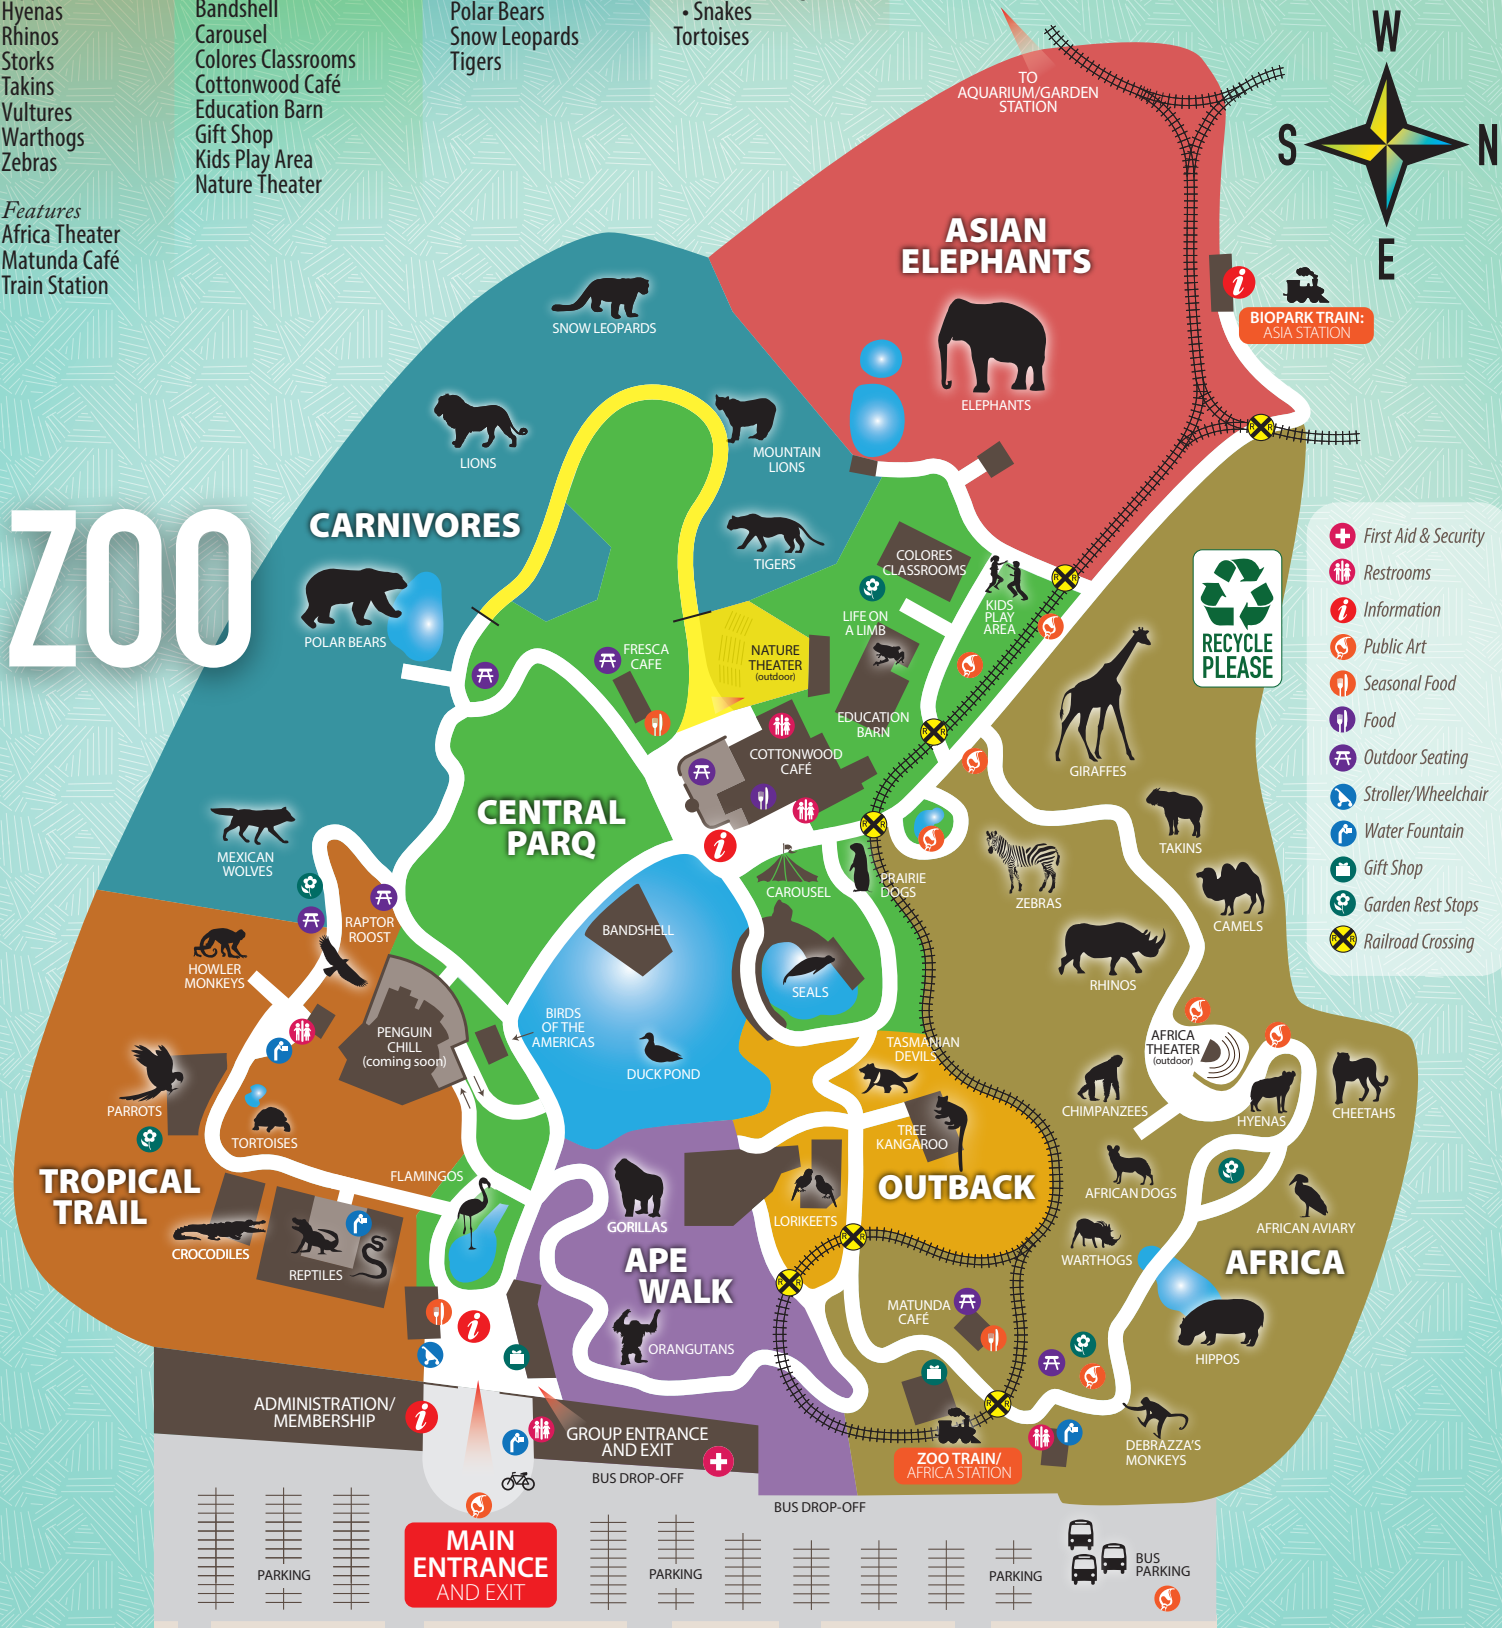 Hyenas
Rhinos
Storks
Takins
Vultures
Warthogs
Zebras
Features
Africa Theater
Matunda Café
Train Station
Bandshell
Carousel
Colores Classrooms
Cottonwood Café
Education Barn
Gift Shop
Kids Play Area
Nature Theater
Polar Bears
Snow Leopards
Tigers
• Snakes
Tortoises
W
S
N
E
TO
AQUARIUM/GARDEN
STATION
ASIAN
ELEPHANTS
ELEPHANTS
BIOPARK TRAIN:
ASIA STATION
SNOW LEOPARDS
LIONS
MOUNTAIN
LIONS
TIGERS
CARNIVORES
POLAR BEARS
ZOO
COLORES
CLASSROOMS
LIFE ON
A LIMB
KIDS
PLAY
AREA
FRESCA
CAFE
NATURE
THEATER
(outdoor)
EDUCATION
BARN
COTTONWOOD
CAFÉ
RECYCLE
PLEASE
First Aid & Security
Restrooms
Information
Public Art
Seasonal Food
Food
Outdoor Seating
Stroller/Wheelchair
Water Fountain
Gift Shop
Garden Rest Stops
Railroad Crossing
CENTRAL
PARQ
MEXICAN
WOLVES
RAPTOR
ROOST
HOWLER
MONKEYS
CAROUSEL
PRAIRIE
DOGS
BANDSHELL
SEALS
GIRAFFES
TAKINS
ZEBRAS
CAMELS
RHINOS
PENGUIN
CHILL
(coming soon)
BIRDS
OF THE
AMERICAS
DUCK POND
TASMANIAN
DEVILS
AFRICA
THEATER
(outdoor)
CHIMPANZEES
HYENAS
CHEETAHS
PARROTS
TORTOISES
TREE
KANGAROO
TROPICAL
TRAIL
FLAMINGOS
GORILLAS
LORIKEETS
OUTBACK
AFRICAN DOGS
AFRICAN AVIARY
CROCODILES
REPTILES
APE
WALK
WARTHOGS
AFRICA
ORANGUTANS
MATUNDA
CAFÉ
HIPPOS
ADMINISTRATION/
MEMBERSHIP
GROUP ENTRANCE
AND EXIT
BUS DROP-OFF
ZOO TRAIN/
AFRICA STATION
DEBRAZZA'S
MONKEYS
BUS DROP-OFF
MAIN
ENTRANCE
AND EXIT
PARKING
PARKING
PARKING
BUS
PARKING